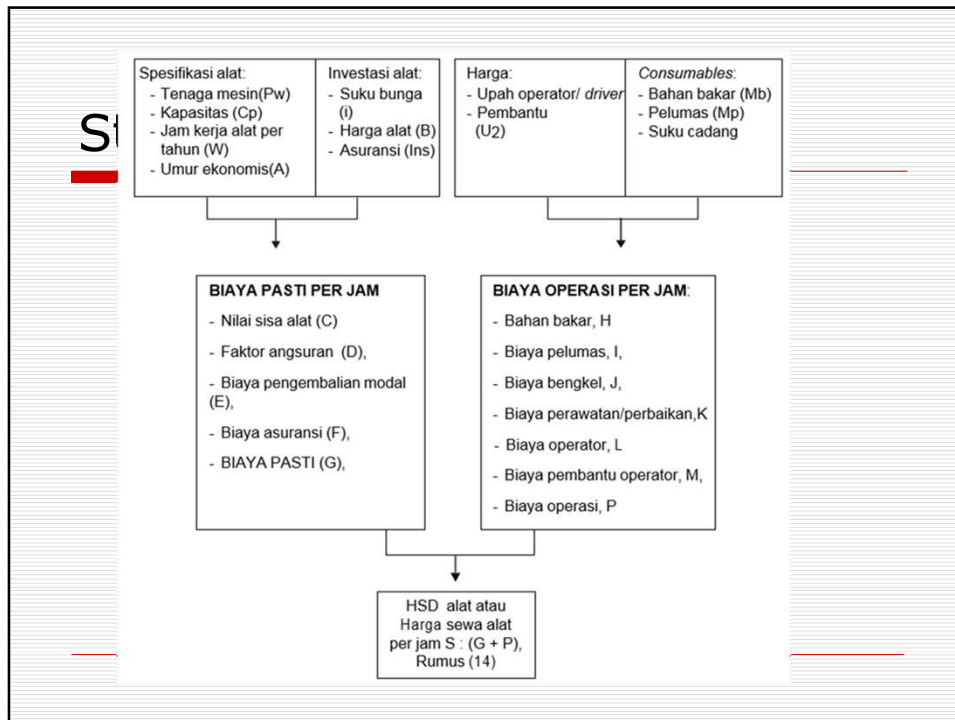 St
Spesifikasi alat:
- Tenaga mesin(Pw)
- Kapasitas (Cp)
- Jam kerja alat per
tahun (W)
- Umur ekonomis(A)
Investasi alat:
- Suku bunga
(i)
- Harga alat (B)
- Asuransi (Ins)
Harga:
- Upah operator/ driver
- Pembantu
(U2)
Consumables:
- Bahan bakar (Mb)
- Pelumas (Mp)
- Suku cadang
BIAYA PASTI PER JAM
- Nilai sisa alat (C)
- Faktor angsuran (D),
- Biaya pengembalian modal
(E),
- Biaya asuransi (F),
- BIAYA PASTI (G),
BIAYA OPERASI PER JAM:
- Bahan bakar, H
- Biaya pelumas, I,
- Biaya bengkel, J,
- Biaya perawatan/perbaikan,K
- Biaya operator, L
- Biaya pembantu operator, M,
- Biaya operasi, P
HSD alat atau
Harga sewa alat
per jam S : (G + P),
Rumus (14)